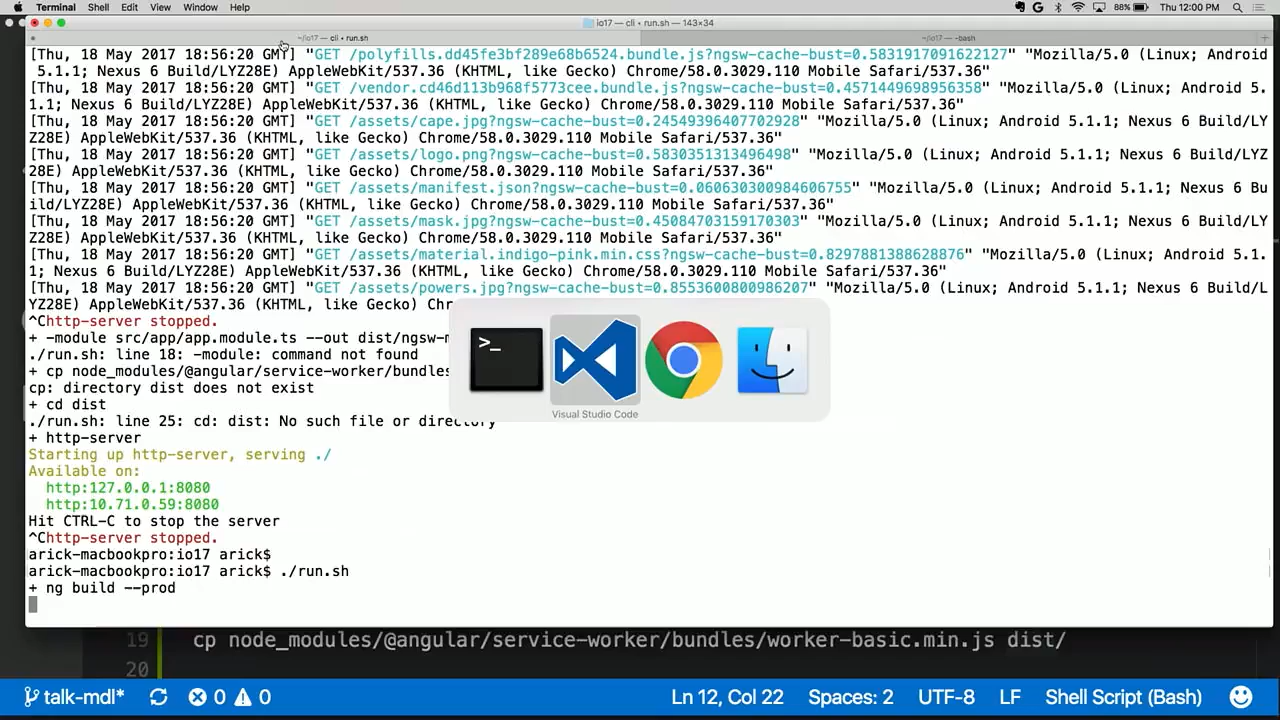 Terminal Shell Edit View Window Help 88% Thu 12:00 PM
io17 — cli • run.sh — 143×34
~/io17 — cli • run.sh ~/io17 — -bash
[Thu, 18 May 2017 18:56:20 GMT] "GET /polyfills.dd45fe3bf289e68b6524.bundle.js?ngsw-cache-bust=0.5831917091622127" "Mozilla/5.0 (Linux; Android
5.1.1; Nexus 6 Build/LYZ28E) AppleWebKit/537.36 (KHTML, like Gecko) Chrome/58.0.3029.110 Mobile Safari/537.36"
[Thu, 18 May 2017 18:56:20 GMT] "GET /vendor.cd46d113b968f5773cee.bundle.js?ngsw-cache-bust=0.4571449698956358" "Mozilla/5.0 (Linux; Android 5.
1.1; Nexus 6 Build/LYZ28E) AppleWebKit/537.36 (KHTML, like Gecko) Chrome/58.0.3029.110 Mobile Safari/537.36"
[Thu, 18 May 2017 18:56:20 GMT] "GET /assets/cape.jpg?ngsw-cache-bust=0.24549396407702928" "Mozilla/5.0 (Linux; Android 5.1.1; Nexus 6 Build/LY
Z28E) AppleWebKit/537.36 (KHTML, like Gecko) Chrome/58.0.3029.110 Mobile Safari/537.36"
[Thu, 18 May 2017 18:56:20 GMT] "GET /assets/logo.png?ngsw-cache-bust=0.5830351313496498" "Mozilla/5.0 (Linux; Android 5.1.1; Nexus 6 Build/LYZ
28E) AppleWebKit/537.36 (KHTML, like Gecko) Chrome/58.0.3029.110 Mobile Safari/537.36"
[Thu, 18 May 2017 18:56:20 GMT] "GET /assets/manifest.json?ngsw-cache-bust=0.060630300984606755" "Mozilla/5.0 (Linux; Android 5.1.1; Nexus 6 Bu
ild/LYZ28E) AppleWebKit/537.36 (KHTML, like Gecko) Chrome/58.0.3029.110 Mobile Safari/537.36"
[Thu, 18 May 2017 18:56:20 GMT] "GET /assets/mask.jpg?ngsw-cache-bust=0.45084703159170303" "Mozilla/5.0 (Linux; Android 5.1.1; Nexus 6 Build/LY
Z28E) AppleWebKit/537.36 (KHTML, like Gecko) Chrome/58.0.3029.110 Mobile Safari/537.36"
[Thu, 18 May 2017 18:56:20 GMT] "GET /assets/material.indigo-pink.min.css?ngsw-cache-bust=0.8297881388628876" "Mozilla/5.0 (Linux; Android 5.1.
1; Nexus 6 Build/LYZ28E) AppleWebKit/537.36 (KHTML, like Gecko) Chrome/58.0.3029.110 Mobile Safari/537.36"
[Thu, 18 May 2017 18:56:20 GMT] "GET /assets/powers.jpg?ngsw-cache-bust=0.8553600800986207" "Mozilla/5.0 (Linux; Android 5.1.1; Nexus 6 Build/L
YZ28E) AppleWebKit/537.36 (KHTML, like Gecko)
^Chttp-server stopped.
+ -module src/app/app.module.ts --out dist/ngsw-
./run.sh: line 18: -module: command not found
+ cp node_modules/@angular/service-worker/bundles
cp: directory dist does not exist
+ cd dist
./run.sh: line 25: cd: dist: No such file or directory
+ http-server
Starting up http-server, serving ./
Available on:
http:127.0.0.1:8080
http:10.71.0.59:8080
Hit CTRL-C to stop the server
^Chttp-server stopped.
arick-macbookpro:io17 arick$
arick-macbookpro:io17 arick$ ./run.sh
+ ng build --prod
>_
Visual Studio Code
19 cp node_modules/@angular/service-worker/bundles/worker-basic.min.js dist/
20
talk-mdl* 0 0 Ln 12, Col 22 Spaces: 2 UTF-8 LF Shell Script (Bash)